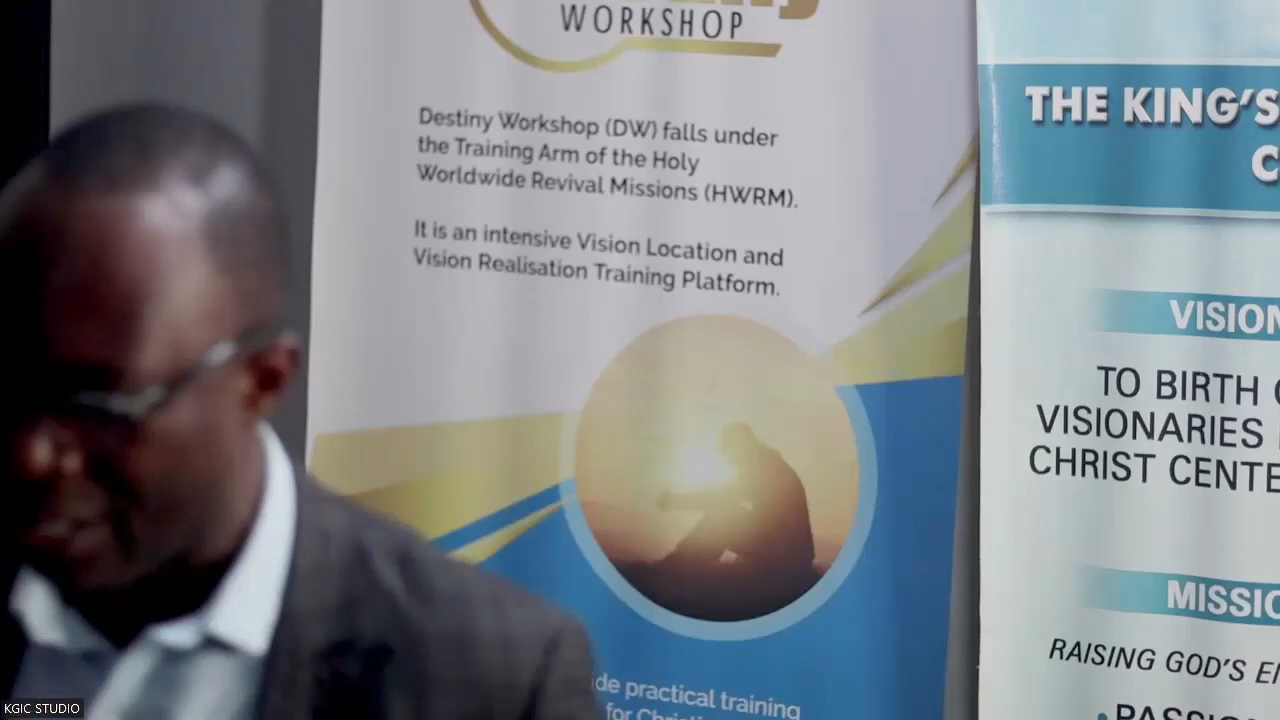 WORKSHOP
Destiny Workshop (DW) falls under
the Training Arm of the Holy
Worldwide Revival Missions (HWRM).
It is an intensive Vision Location and
Vision Realisation Training Platform.
practical training
for
THE KING'S
VISION
TO BIRTH
VISIONARIES
CHRIST
RAISING GOD'S
KGIC STUDIO